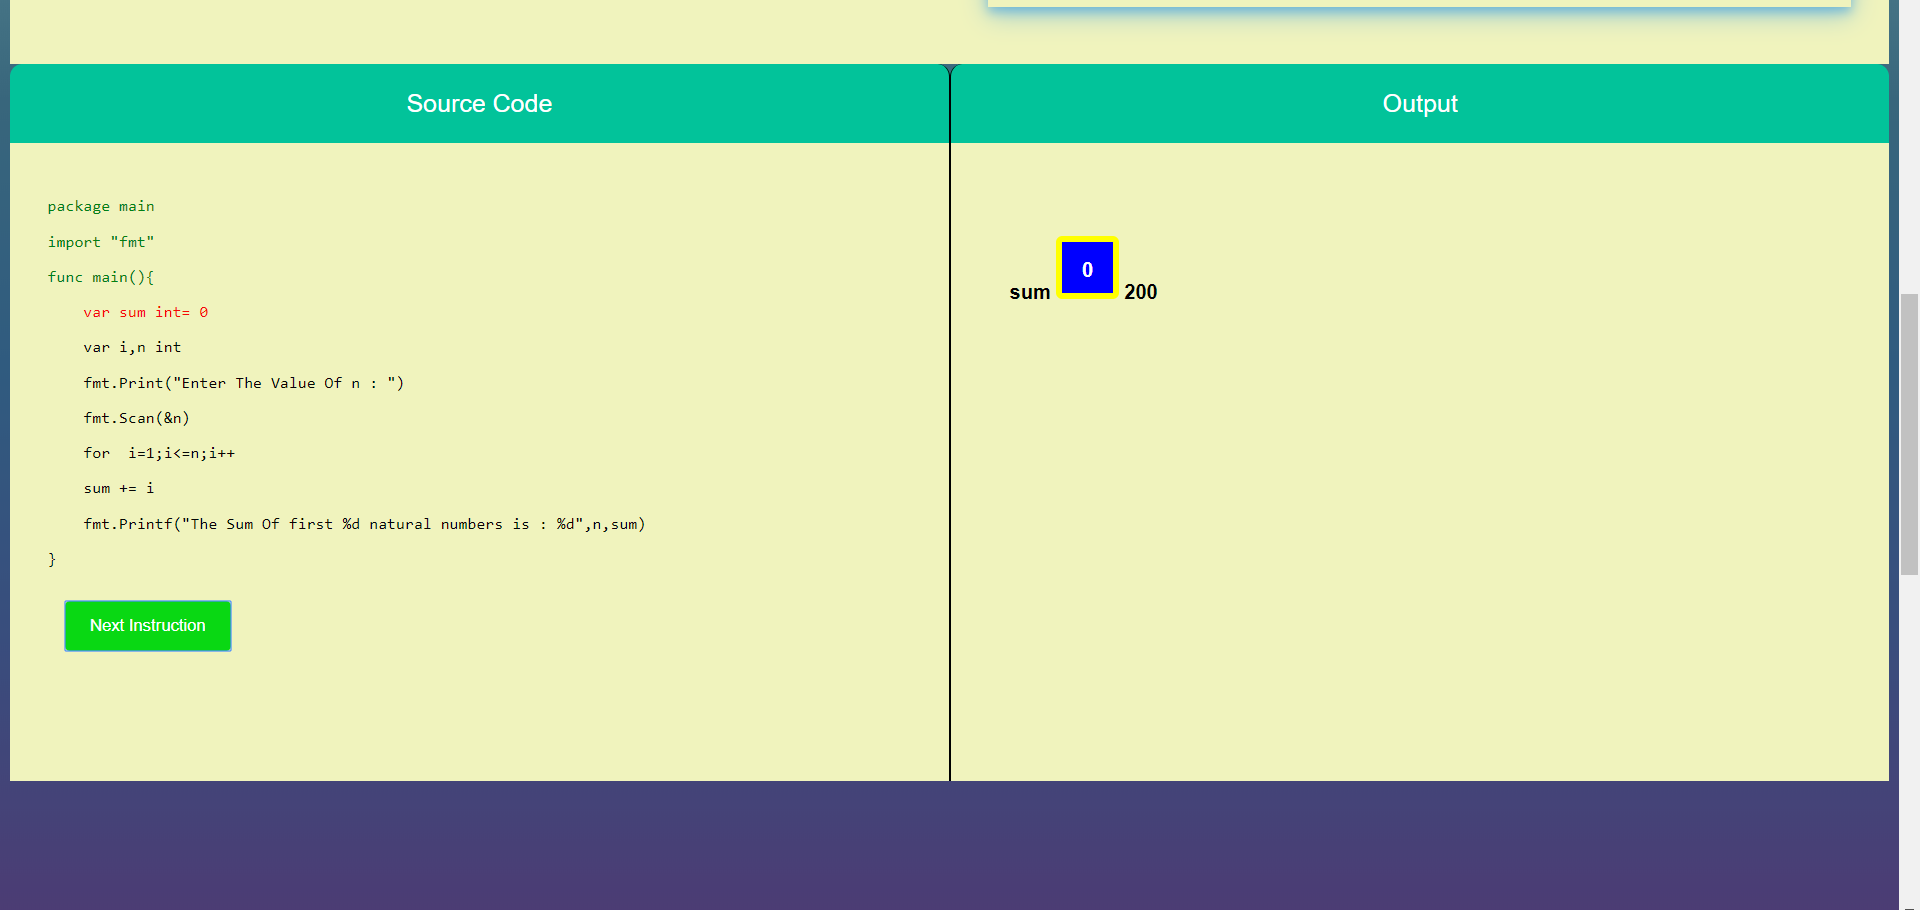 Source Code
Output
package main
import "fmt"
func main(){
    var sum int= 0
    var i,n int
    fmt.Print("Enter The Value Of n : ")
    fmt.Scan(&n)
    for  i=1;i<=n;i++
    sum += i
    fmt.Printf("The Sum Of first %d natural numbers is : %d",n,sum)
}
Next Instruction
sum 0 200